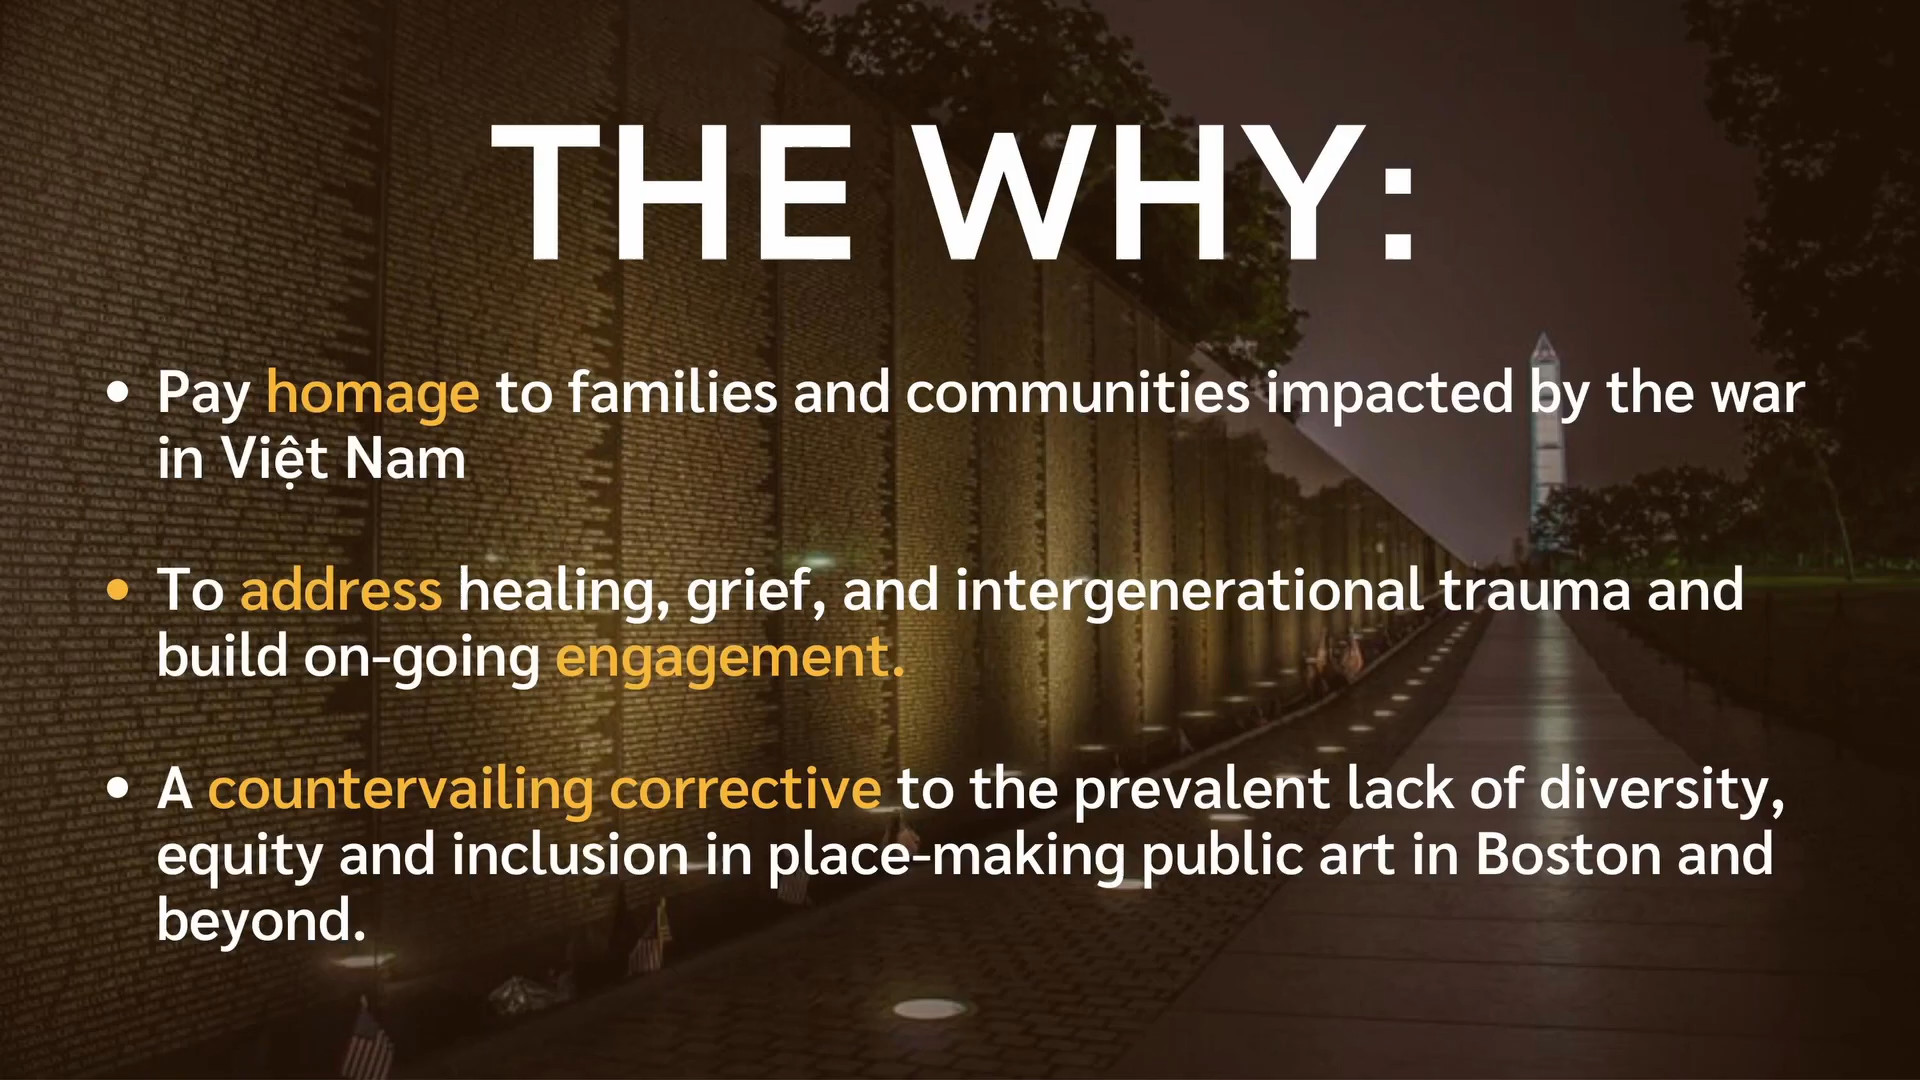 THE WHY:
• Pay homage to families and communities impacted by the war
in Việt Nam
• To address healing, grief, and intergenerational trauma and
build on-going engagement.
• A countervailing corrective to the prevalent lack of diversity,
equity and inclusion in place-making public art in Boston and
beyond.